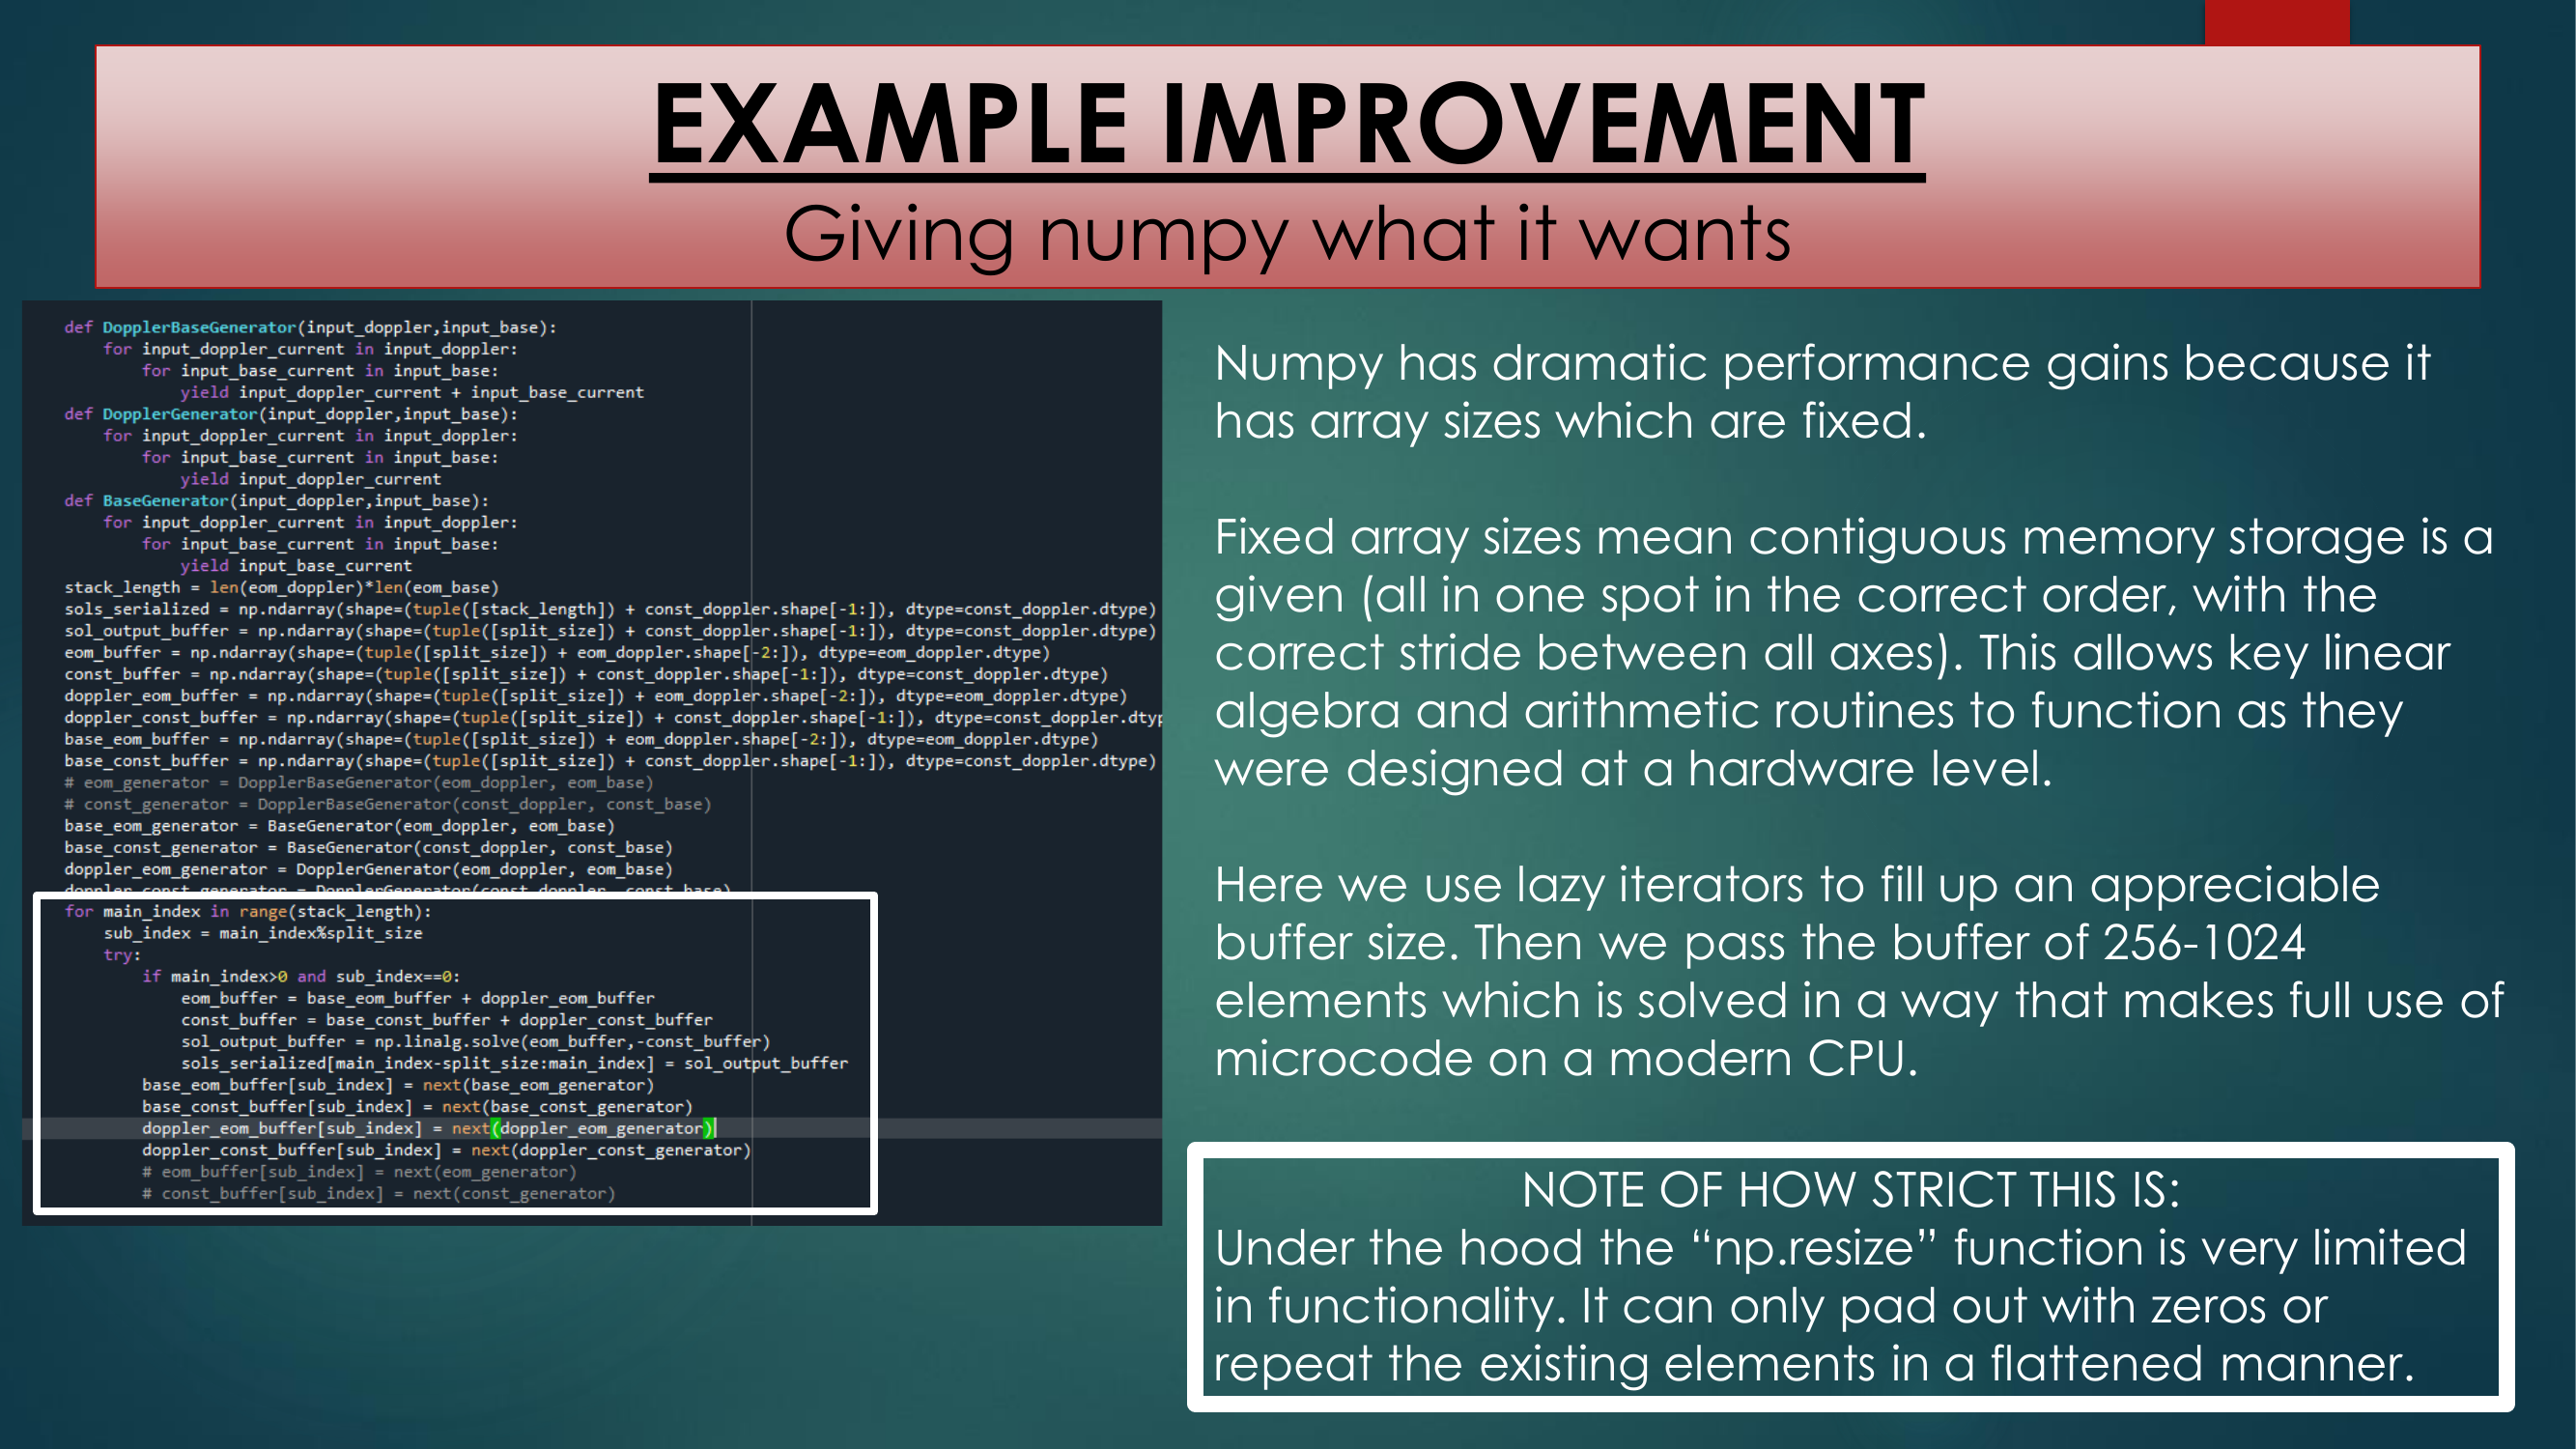 EXAMPLE IMPROVEMENT
Giving numpy what it wants
def DopplerBaseGenerator(input_doppler,input_base):
    for input_doppler_current in input_doppler:
        for input_base_current in input_base:
            yield input_doppler_current + input_base_current
def DopplerGenerator(input_doppler,input_base):
    for input_doppler_current in input_doppler:
        for input_base_current in input_base:
            yield input_doppler_current
def BaseGenerator(input_doppler,input_base):
    for input_doppler_current in input_doppler:
        for input_base_current in input_base:
            yield input_base_current
stack_length = len(eom_doppler)*len(eom_base)
sols_serialized = np.ndarray(shape=(tuple([stack_length]) + const_doppler.shape[-1:]), dtype=const_doppler.dtype)
sol_output_buffer = np.ndarray(shape=(tuple([split_size]) + const_doppler.shape[-1:]), dtype=const_doppler.dtype)
eom_buffer = np.ndarray(shape=(tuple([split_size]) + eom_doppler.shape[-2:]), dtype=eom_doppler.dtype)
const_buffer = np.ndarray(shape=(tuple([split_size]) + const_doppler.shape[-1:]), dtype=const_doppler.dtype)
doppler_eom_buffer = np.ndarray(shape=(tuple([split_size]) + eom_doppler.shape[-2:]), dtype=eom_doppler.dtype)
doppler_const_buffer = np.ndarray(shape=(tuple([split_size]) + const_doppler.shape[-1:]), dtype=const_doppler.dtyp
base_eom_buffer = np.ndarray(shape=(tuple([split_size]) + eom_doppler.shape[-2:]), dtype=eom_doppler.dtype)
base_const_buffer = np.ndarray(shape=(tuple([split_size]) + const_doppler.shape[-1:]), dtype=const_doppler.dtype)
# eom_generator = DopplerBaseGenerator(eom_doppler, eom_base)
# const_generator = DopplerBaseGenerator(const_doppler, const_base)
base_eom_generator = BaseGenerator(eom_doppler, eom_base)
base_const_generator = BaseGenerator(const_doppler, const_base)
doppler_eom_generator = DopplerGenerator(eom_doppler, eom_base)
doppler_const_generator = DopplerGenerator(const_doppler, const_base)
for main_index in range(stack_length):
    sub_index = main_index%split_size
    try:
        if main_index>0 and sub_index==0:
            eom_buffer = base_eom_buffer + doppler_eom_buffer
            const_buffer = base_const_buffer + doppler_const_buffer
            sol_output_buffer = np.linalg.solve(eom_buffer,-const_buffer)
            sols_serialized[main_index-split_size:main_index] = sol_output_buffer
        base_eom_buffer[sub_index] = next(base_eom_generator)
        base_const_buffer[sub_index] = next(base_const_generator)
        doppler_eom_buffer[sub_index] = next(doppler_eom_generator)
        doppler_const_buffer[sub_index] = next(doppler_const_generator)
        # eom_buffer[sub_index] = next(eom_generator)
        # const_buffer[sub_index] = next(const_generator)
Numpy has dramatic performance gains because it
has array sizes which are fixed.
Fixed array sizes mean contiguous memory storage is a
given (all in one spot in the correct order, with the
correct stride between all axes). This allows key linear
algebra and arithmetic routines to function as they
were designed at a hardware level.
Here we use lazy iterators to fill up an appreciable
buffer size. Then we pass the buffer of 256-1024
elements which is solved in a way that makes full use of
microcode on a modern CPU.
NOTE OF HOW STRICT THIS IS:
Under the hood the “np.resize” function is very limited
in functionality. It can only pad out with zeros or
repeat the existing elements in a flattened manner.